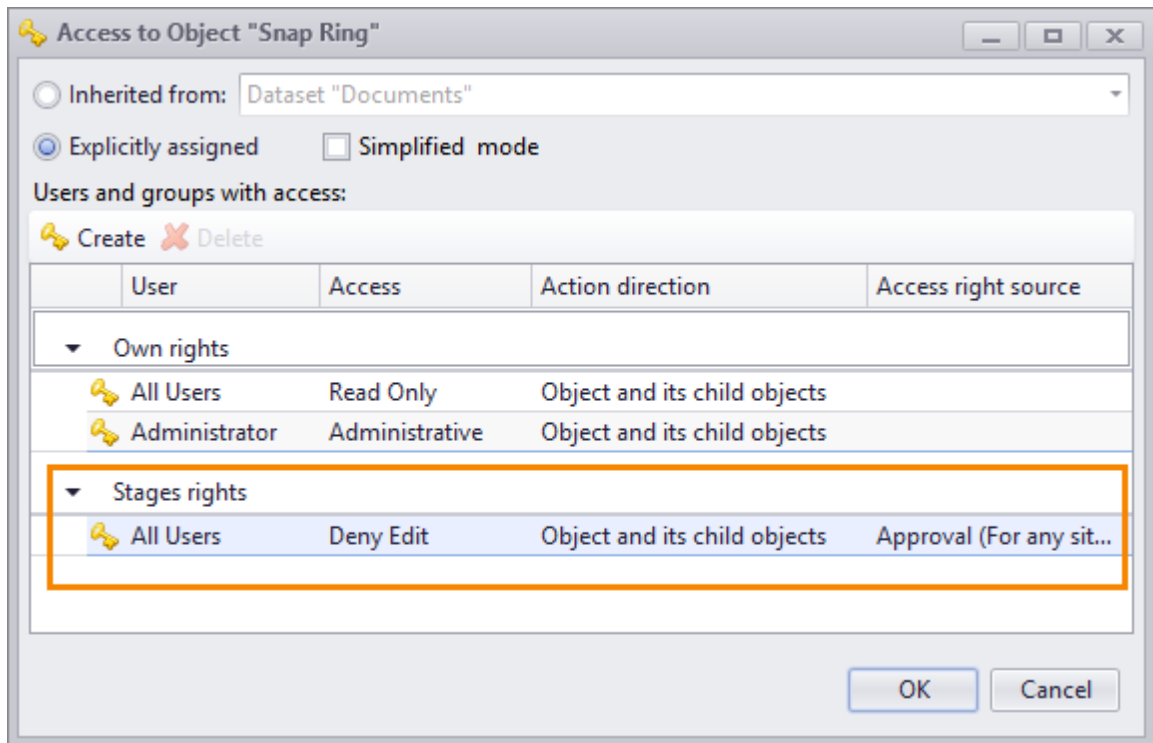 Access to Object "Snap Ring"
Inherited from: Dataset "Documents"
Explicitly assigned Simplified mode
Users and groups with access:
Create Delete
User Access Action direction Access right source
Own rights
All Users Read Only Object and its child objects
Administrator Administrative Object and its child objects
Stages rights
All Users Deny Edit Object and its child objects Approval (For any sit...
OK Cancel